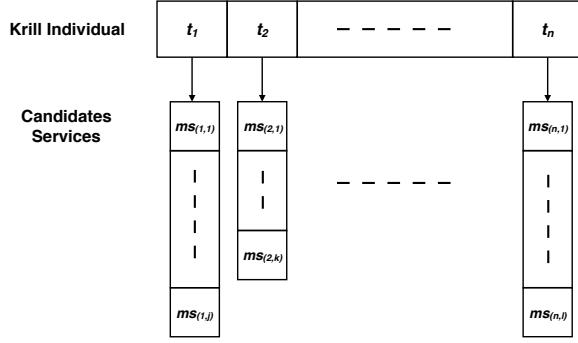 Krill Individual t₁ t₂ tₙ
Candidates
Services
ms(1,1) ms(2,1) ms(n,1)
ms(2,k)
ms(1,j) ms(n,l)